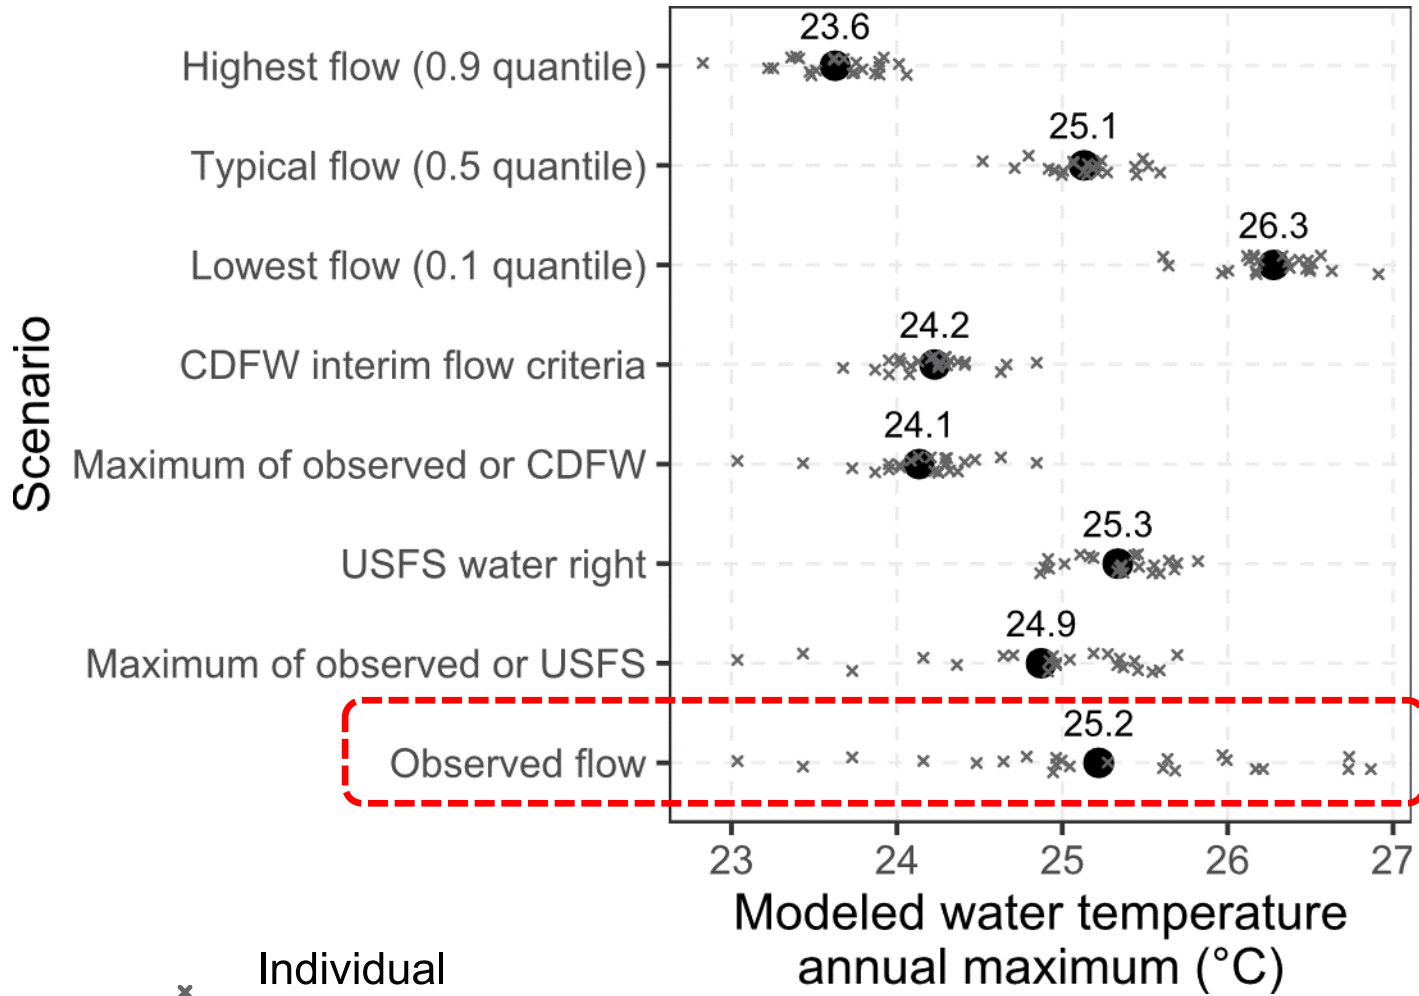 23.6
Highest flow (0.9 quantile)
25.1
Typical flow (0.5 quantile)
26.3
Lowest flow (0.1 quantile)
24.2
CDFW interim flow criteria
24.1
Maximum of observed or CDFW
25.3
USFS water right
24.9
Maximum of observed or USFS
25.2
Observed flow
Scenario
23 24 25 26 27
Modeled water temperature
annual maximum (°C)
Individual